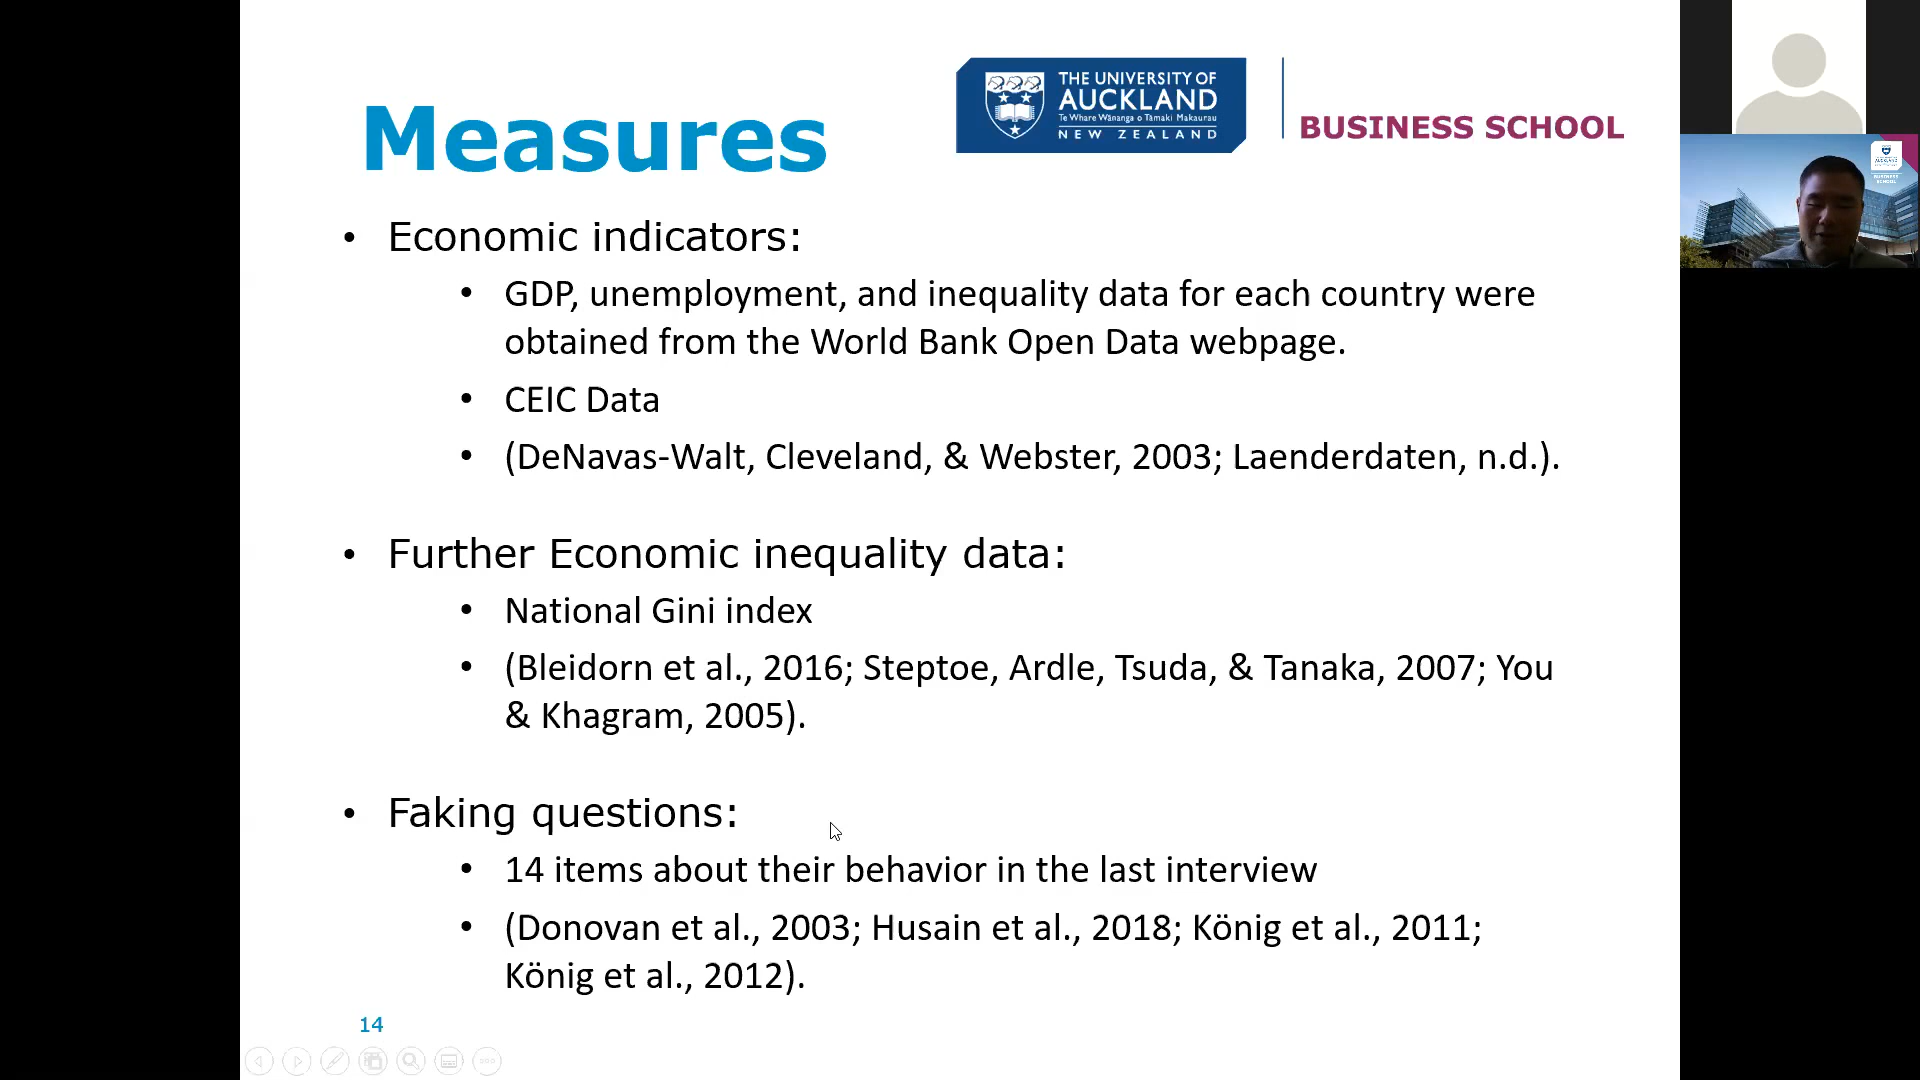 Measures
THE UNIVERSITY OF
AUCKLAND
Te Whare Wānanga o Tāmaki Makaurau
NEW ZEALAND
BUSINESS SCHOOL
• Economic indicators:
• GDP, unemployment, and inequality data for each country were
obtained from the World Bank Open Data webpage.
• CEIC Data
• (DeNavas-Walt, Cleveland, & Webster, 2003; Laenderdaten, n.d.).
• Further Economic inequality data:
• National Gini index
• (Bleidorn et al., 2016; Steptoe, Ardle, Tsuda, & Tanaka, 2007; You
& Khagram, 2005).
• Faking questions:
• 14 items about their behavior in the last interview
• (Donovan et al., 2003; Husain et al., 2018; König et al., 2011;
König et al., 2012).
14
AUCKLAND
BUSINESS
SCHOOL